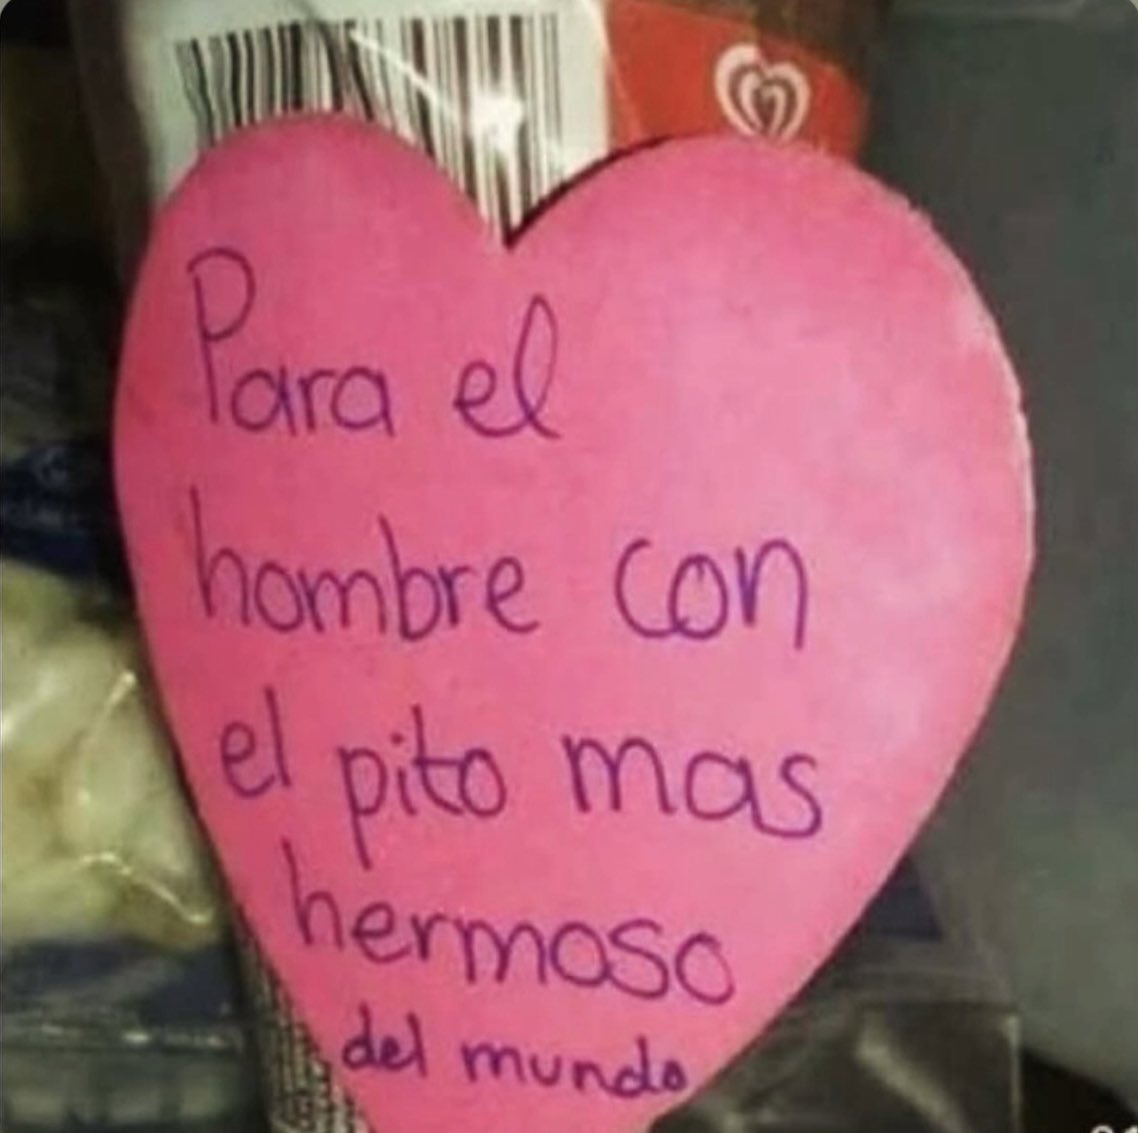 Para el
hombre con
el pito mas
hermoso
del mundo